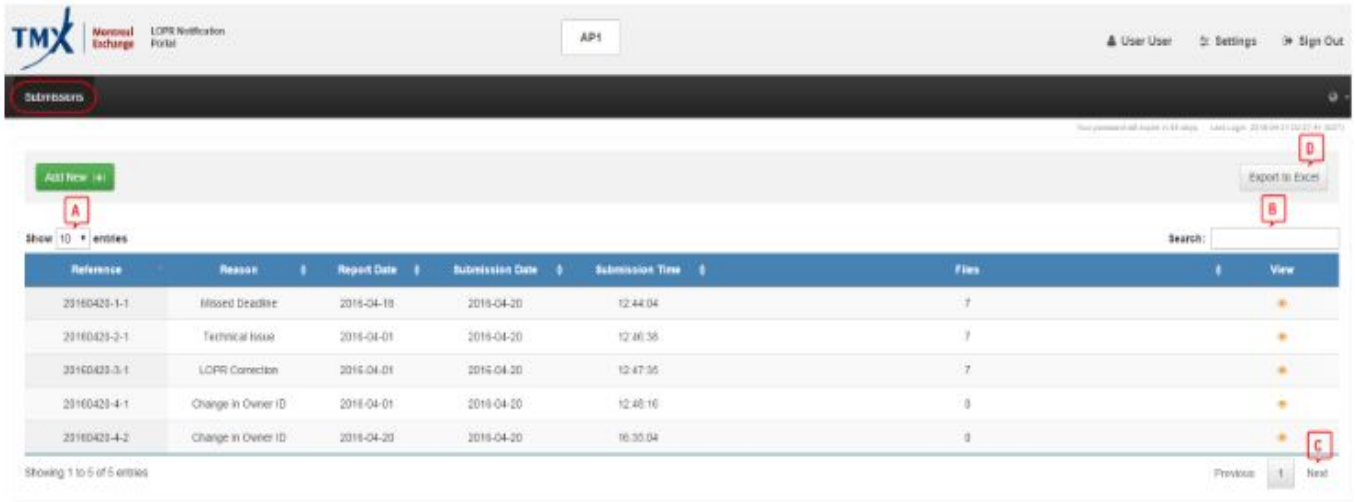 TMX Montreal Exchange LOPR Notification Portal AP1 User User Settings Sign Out
Submissions
D
Add New Export to Excel
A B
Show 10 entries Search:
Reference Reason Report Date Submission Date Submission Time Files View
20160420-1-1 Missed Deadline 2016-04-18 2016-04-20 12:44:04 7
20160420-2-1 Technical Issue 2016-04-01 2016-04-20 12:46:38 7
20160420-3-1 LOPR Correction 2016-04-01 2016-04-20 12:47:35 7
20160420-4-1 Change in Owner ID 2016-04-01 2016-04-20 12:48:16 0
20160420-4-2 Change in Owner ID 2016-04-20 2016-04-20 16:35:04 0
C
Showing 1 to 5 of 5 entries Previous 1 Next